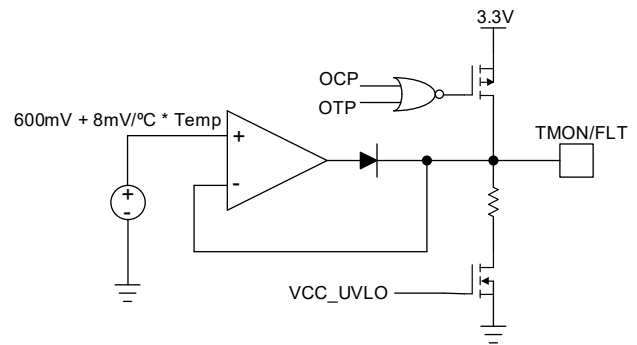 3.3V
OCP
OTP
600mV + 8mV/ºC * Temp
TMON/FLT
+
-
+
-
VCC_UVLO